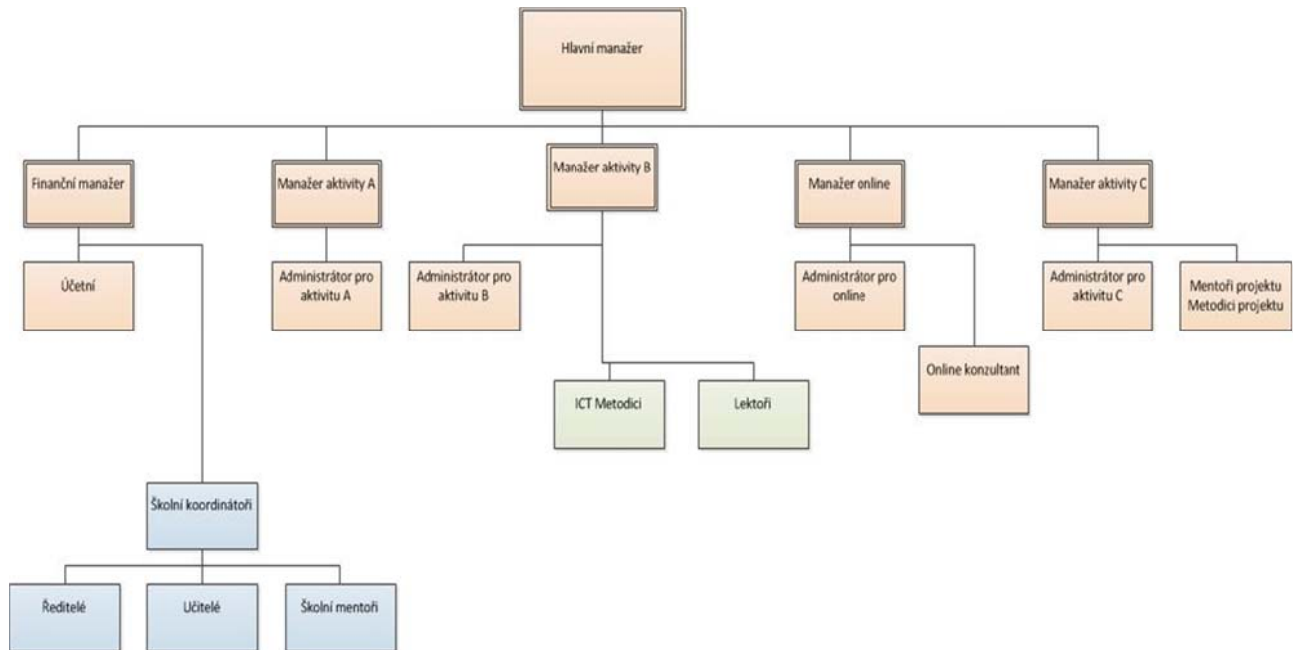 Hlavní manažer
Finanční manažer
Manažer aktivity A
Manažer aktivity B
Manažer online
Manažer aktivity C
Účetní
Administrátor pro
aktivitu A
Administrátor pro
aktivitu B
Administrátor pro
online
Administrátor pro
aktivitu C
Mentoři projektu
Metodici projektu
Online konzultant
ICT Metodici
Lektoři
Školní koordinátoři
Ředitelé
Učitelé
Školní mentoři